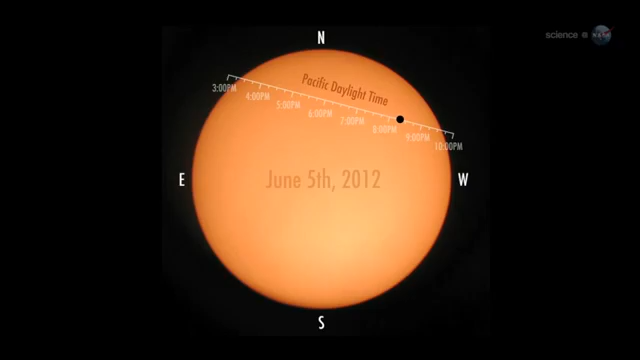 N
science @ NASA
Pacific Daylight Time
3:00PM
4:00PM
5:00PM
6:00PM
7:00PM
8:00PM
9:00PM
10:00PM
June 5th, 2012
E
W
S